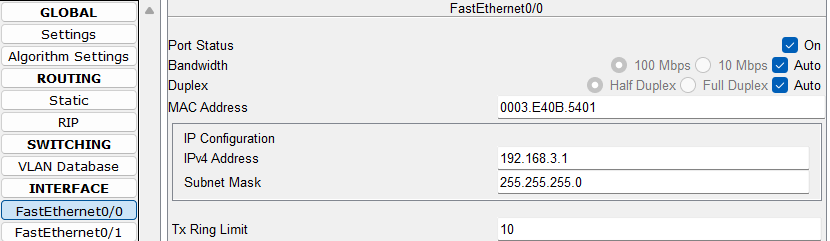 GLOBAL
Settings
Algorithm Settings
ROUTING
Static
RIP
SWITCHING
VLAN Database
INTERFACE
FastEthernet0/0
FastEthernet0/1
FastEthernet0/0
Port Status On
Bandwidth 100 Mbps 10 Mbps Auto
Duplex Half Duplex Full Duplex Auto
MAC Address 0003.E40B.5401
IP Configuration
IPv4 Address 192.168.3.1
Subnet Mask 255.255.255.0
Tx Ring Limit 10